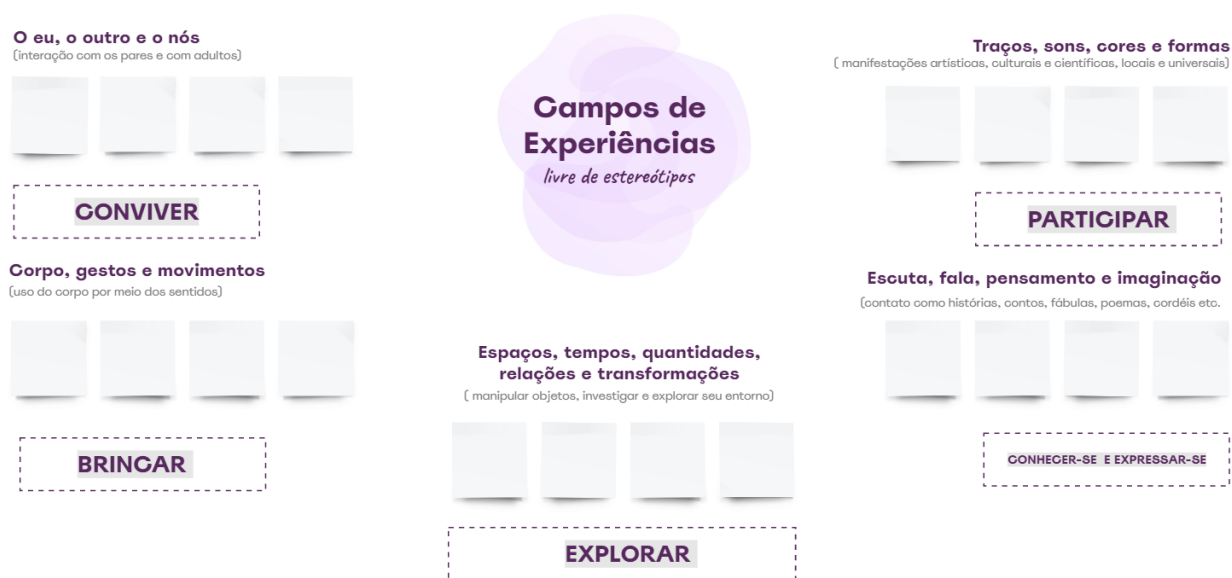 O eu, o outro e o nós
(interação com os pares e com adultos)
CONVIVER
Corpo, gestos e movimentos
(uso do corpo por meio dos sentidos)
BRINCAR
Campos de
Experiências
livre de estereótipos
Espaços, tempos, quantidades,
relações e transformações
( manipular objetos, investigar e explorar seu entorno)
EXPLORAR
Traços, sons, cores e formas
( manifestações artísticas, culturais e científicas, locais e universais)
PARTICIPAR
Escuta, fala, pensamento e imaginação
(contato como histórias, contos, fábulas, poemas, cordéis etc.
CONHECER-SE E EXPRESSAR-SE